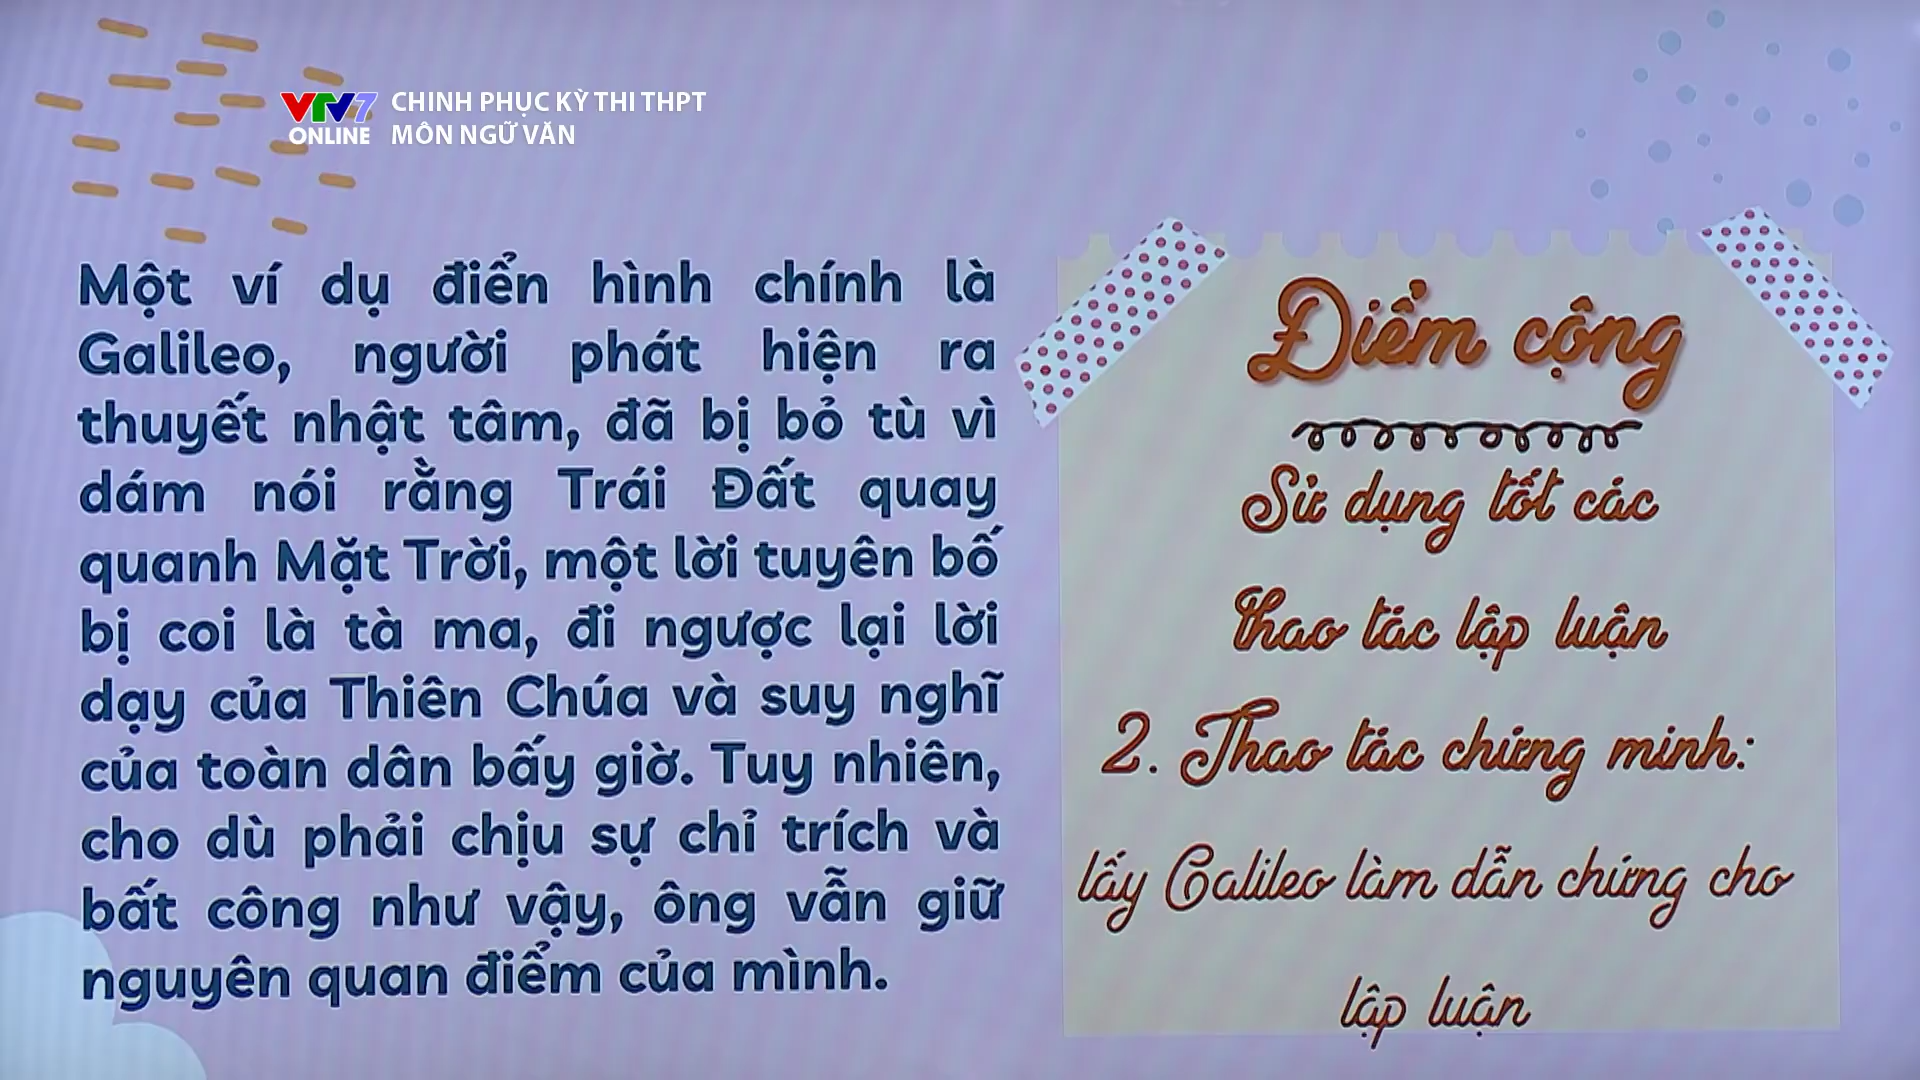 VTV7
ONLINE
CHINH PHỤC KỲ THI THPT
MÔN NGỮ VĂN
Một ví dụ điển hình chính là
Galileo, người phát hiện ra
thuyết nhật tâm, đã bị bỏ tù vì
dám nói rằng Trái Đất quay
quanh Mặt Trời, một lời tuyên bố
bị coi là tà ma, đi ngược lại lời
dạy của Thiên Chúa và suy nghĩ
của toàn dân bấy giờ. Tuy nhiên,
cho dù phải chịu sự chỉ trích và
bất công như vậy, ông vẫn giữ
nguyên quan điểm của mình.
Điểm cộng
Sử dụng tốt các
thao tác lập luận
2. Thao tác chứng minh:
lấy Galileo làm dẫn chứng cho
lập luận